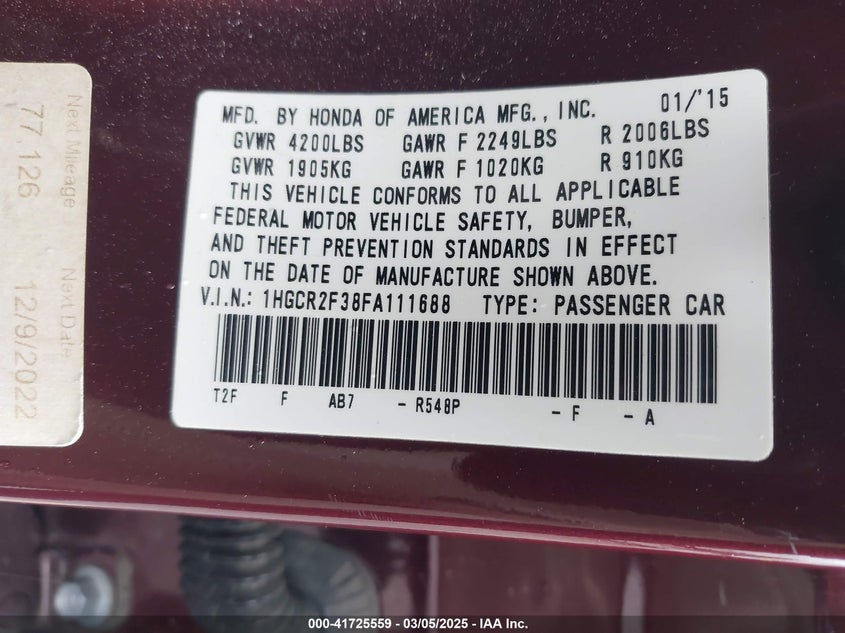 MFD. BY HONDA OF AMERICA MFG., INC. 01/'15
GVWR 4200LBS GAWR F 2249LBS R 2006LBS
GVWR 1905KG GAWR F 1020KG R 910KG
THIS VEHICLE CONFORMS TO ALL APPLICABLE
FEDERAL MOTOR VEHICLE SAFETY, BUMPER,
AND THEFT PREVENTION STANDARDS IN EFFECT
ON THE DATE OF MANUFACTURE SHOWN ABOVE.
V.I.N.: 1HGCR2F38FA111688 TYPE: PASSENGER CAR
T2F F AB7 - R548P - F - A
Next Mileage
77,126
Next Date
12/9/2022
000-41725559 — 03/05/2025 — IAA Inc.